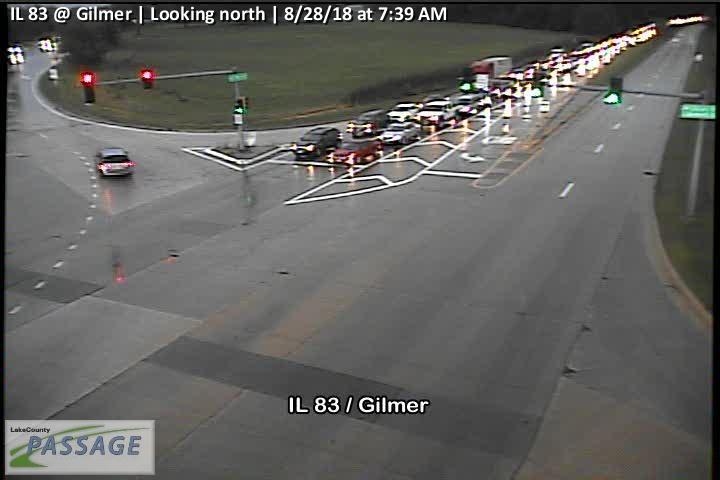 IL 83 @ Gilmer | Looking north | 8/28/18 at 7:39 AM
IL 83 / Gilmer
LakeCounty
PASSAGE